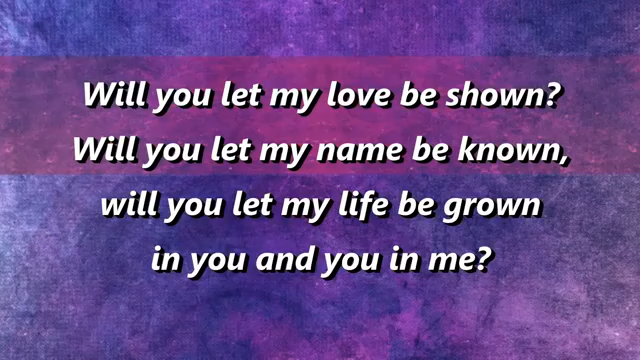 Will you let my love be shown?
Will you let my name be known,
will you let my life be grown
in you and you in me?